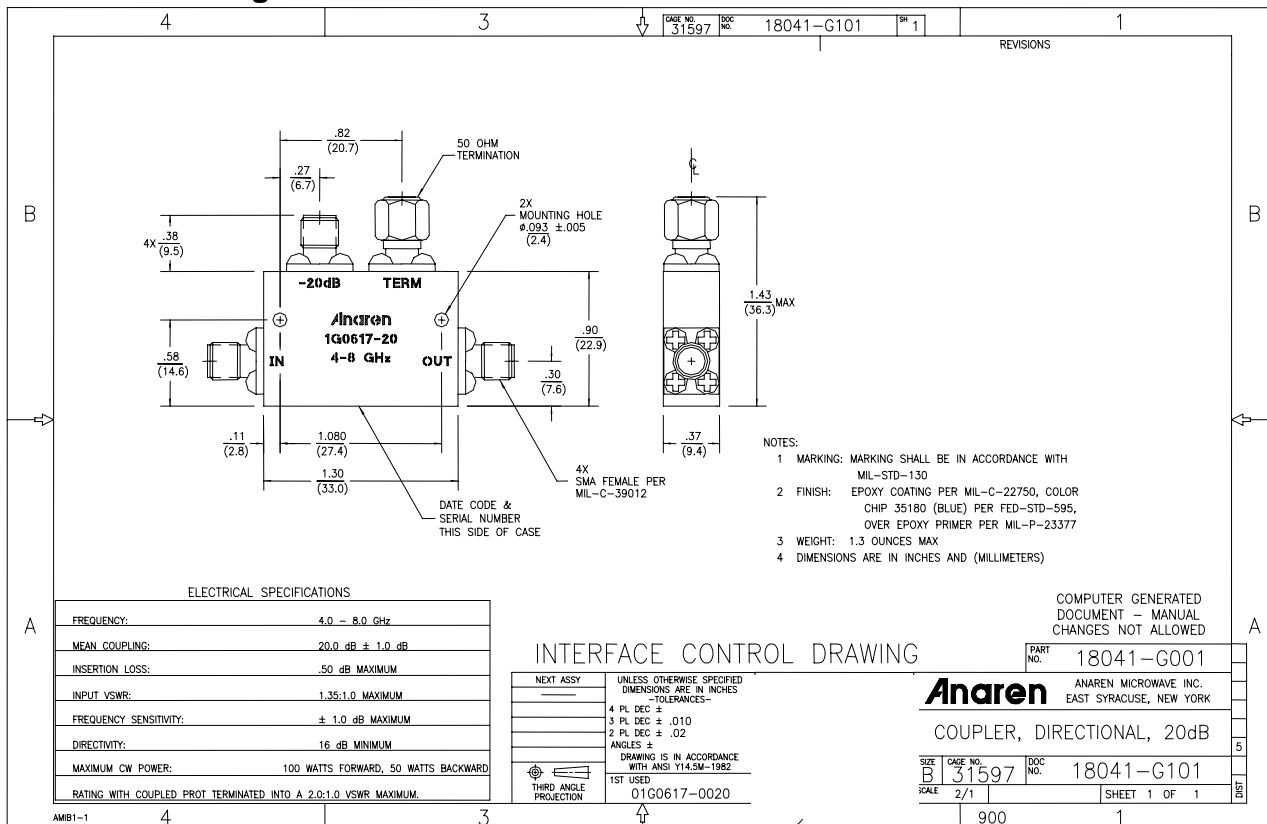 4
3
CAGE NO.
31597
DOC
NO.
18041-G101
SH
1
1
REVISIONS
B
B
A
A
.82
(20.7)
50 OHM
TERMINATION
.27
(6.7)
2X
MOUNTING HOLE
ø.093 ±.005
(2.4)
4X .38
(9.5)
-20dB
TERM
Anaren
1G0617-20
4-8 GHz
IN
OUT
.58
(14.6)
.90
(22.9)
.30
(7.6)
.11
(2.8)
1.080
(27.4)
1.30
(33.0)
4X
SMA FEMALE PER
MIL-C-39012
DATE CODE &
SERIAL NUMBER
THIS SIDE OF CASE
CL
1.43
(36.3)
MAX
.37
(9.4)
NOTES:
1 MARKING: MARKING SHALL BE IN ACCORDANCE WITH
MIL-STD-130
2 FINISH: EPOXY COATING PER MIL-C-22750, COLOR
CHIP 35180 (BLUE) PER FED-STD-595,
OVER EPOXY PRIMER PER MIL-P-23377
3 WEIGHT: 1.3 OUNCES MAX
4 DIMENSIONS ARE IN INCHES AND (MILLIMETERS)
ELECTRICAL SPECIFICATIONS
FREQUENCY: 4.0 - 8.0 GHz
MEAN COUPLING: 20.0 dB ± 1.0 dB
INSERTION LOSS: .50 dB MAXIMUM
INPUT VSWR: 1.35:1.0 MAXIMUM
FREQUENCY SENSITIVITY: ± 1.0 dB MAXIMUM
DIRECTIVITY: 16 dB MINIMUM
MAXIMUM CW POWER: 100 WATTS FORWARD, 50 WATTS BACKWARD
RATING WITH COUPLED PROT TERMINATED INTO A 2.0:1.0 VSWR MAXIMUM.
INTERFACE CONTROL DRAWING
NEXT ASSY
UNLESS OTHERWISE SPECIFIED
DIMENSIONS ARE IN INCHES
-TOLERANCES-
4 PL DEC ±
3 PL DEC ± .010
2 PL DEC ± .02
ANGLES ±
DRAWING IS IN ACCORDANCE
WITH ANSI Y14.5M-1982
THIRD ANGLE
PROJECTION
1ST USED
01G0617-0020
COMPUTER GENERATED
DOCUMENT - MANUAL
CHANGES NOT ALLOWED
PART
NO.
18041-G001
Anaren
ANAREN MICROWAVE INC.
EAST SYRACUSE, NEW YORK
COUPLER, DIRECTIONAL, 20dB
SIZE
B
CAGE NO.
31597
DOC
NO.
18041-G101
SCALE 2/1
SHEET 1 OF 1
5
DIST
AMIB1-1
4
3
900
1